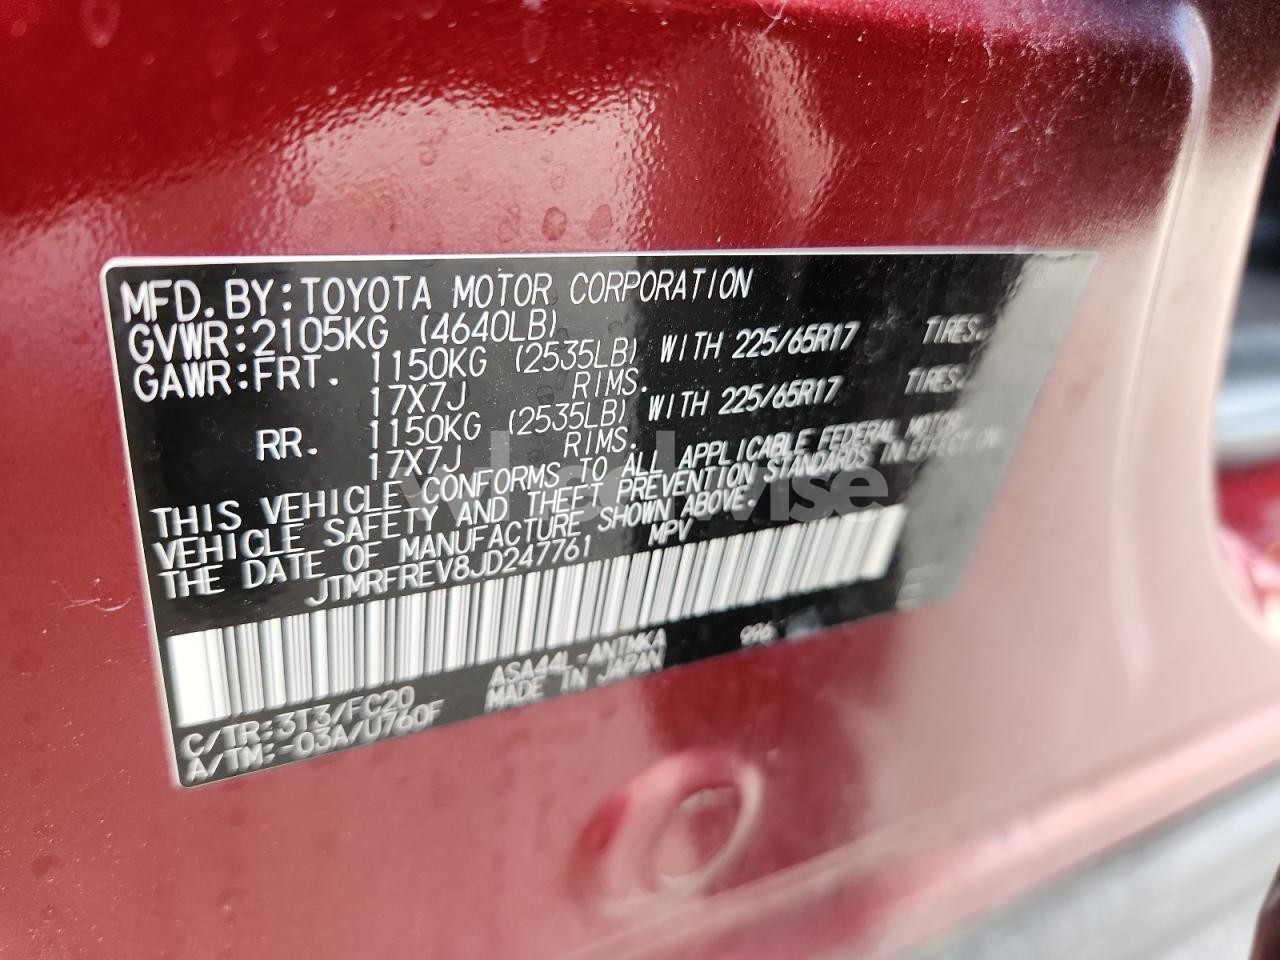 MFD.BY:TOYOTA MOTOR CORPORATION
GVWR:2105KG (4640LB)
GAWR:FRT. 1150KG (2535LB) WITH 225/65R17 TIRES.
17X7J RIMS.
RR. 1150KG (2535LB) WITH 225/65R17 TIRES.
17X7J RIMS.
THIS VEHICLE CONFORMS TO ALL APPLICABLE FEDERAL MOTOR
VEHICLE SAFETY AND THEFT PREVENTION STANDARDS IN EFFECT ON
THE DATE OF MANUFACTURE SHOWN ABOVE.
JTMRFREV8JD247761 MPV
C/TR:3T3/FC20 ASA44L-ANTMKA 996
A/TM:-03A/U760F MADE IN JAPAN